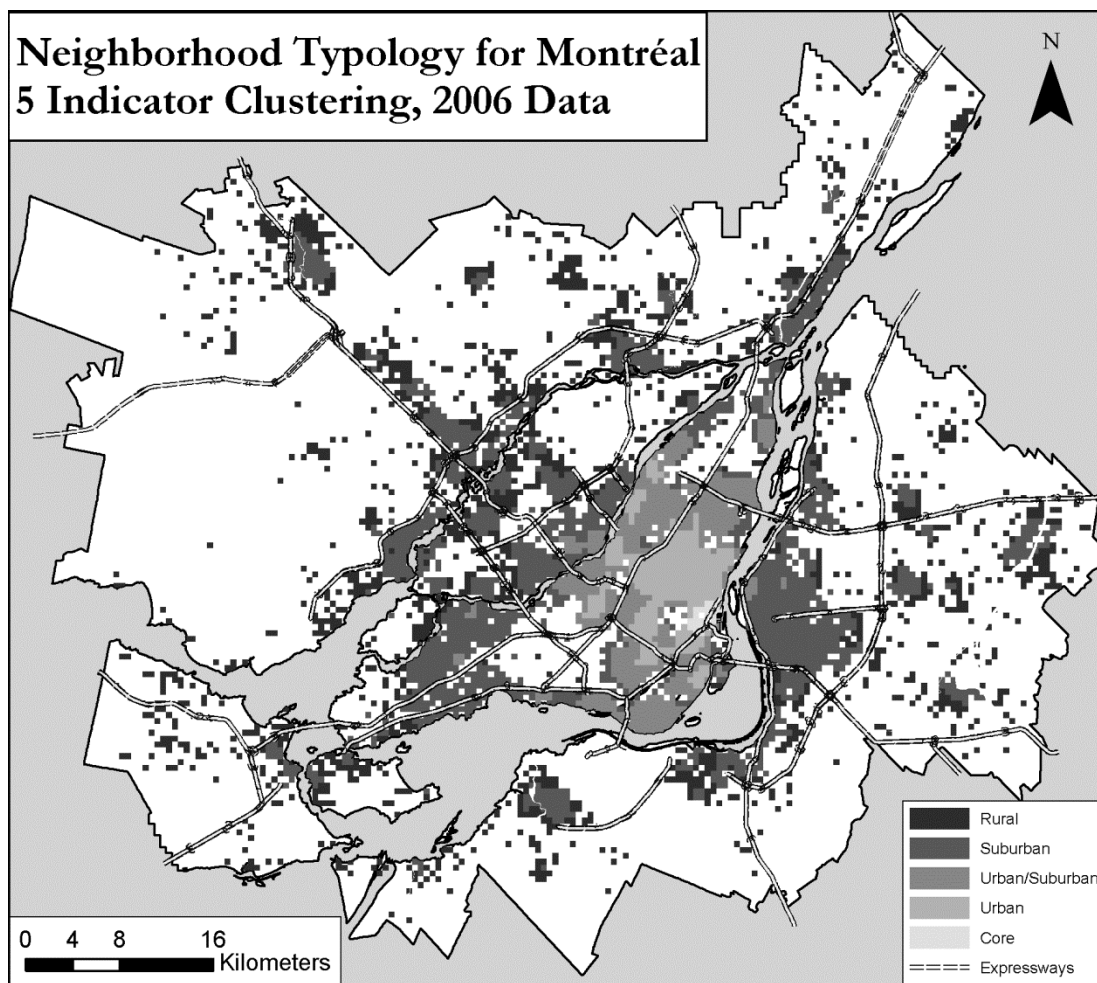 Neighborhood Typology for Montréal
5 Indicator Clustering, 2006 Data
N
Rural
Suburban
Urban/Suburban
Urban
Core
Expressways
0 4 8 16
Kilometers